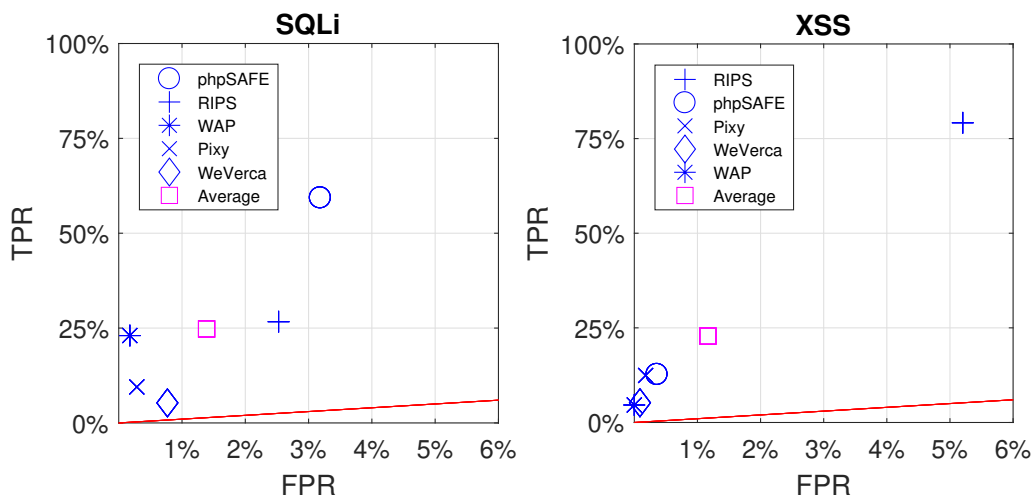 SQLi
100%
75%
50%
25%
0%
TPR
phpSAFE
RIPS
WAP
Pixy
WeVerca
Average
1% 2% 3% 4% 5% 6%
FPR
XSS
100%
75%
50%
25%
0%
TPR
RIPS
phpSAFE
Pixy
WeVerca
WAP
Average
1% 2% 3% 4% 5% 6%
FPR